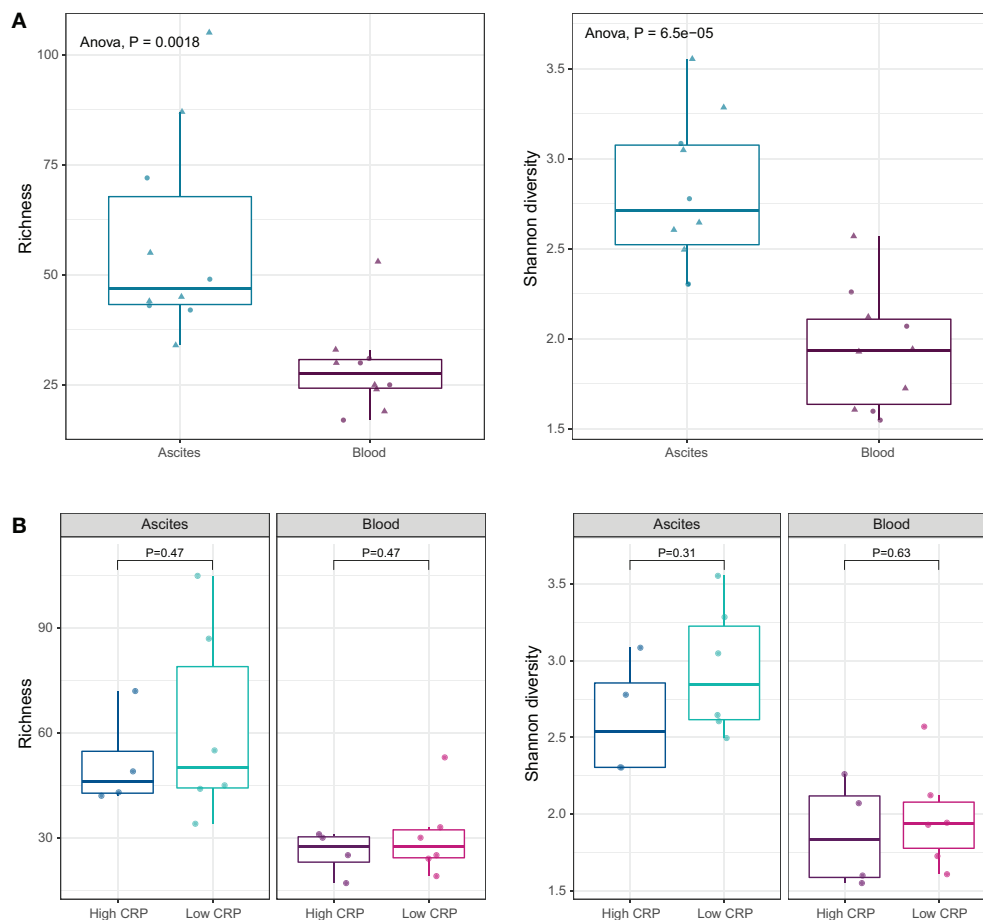 A
Anova, P = 0.0018
100
75
50
25
Richness
Ascites
Blood
Anova, P = 6.5e−05
3.5
3.0
2.5
2.0
1.5
Shannon diversity
Ascites
Blood
B
Ascites
Blood
P=0.47
P=0.47
90
60
30
Richness
High CRP
Low CRP
High CRP
Low CRP
Ascites
Blood
P=0.31
P=0.63
3.5
3.0
2.5
2.0
1.5
Shannon diversity
High CRP
Low CRP
High CRP
Low CRP